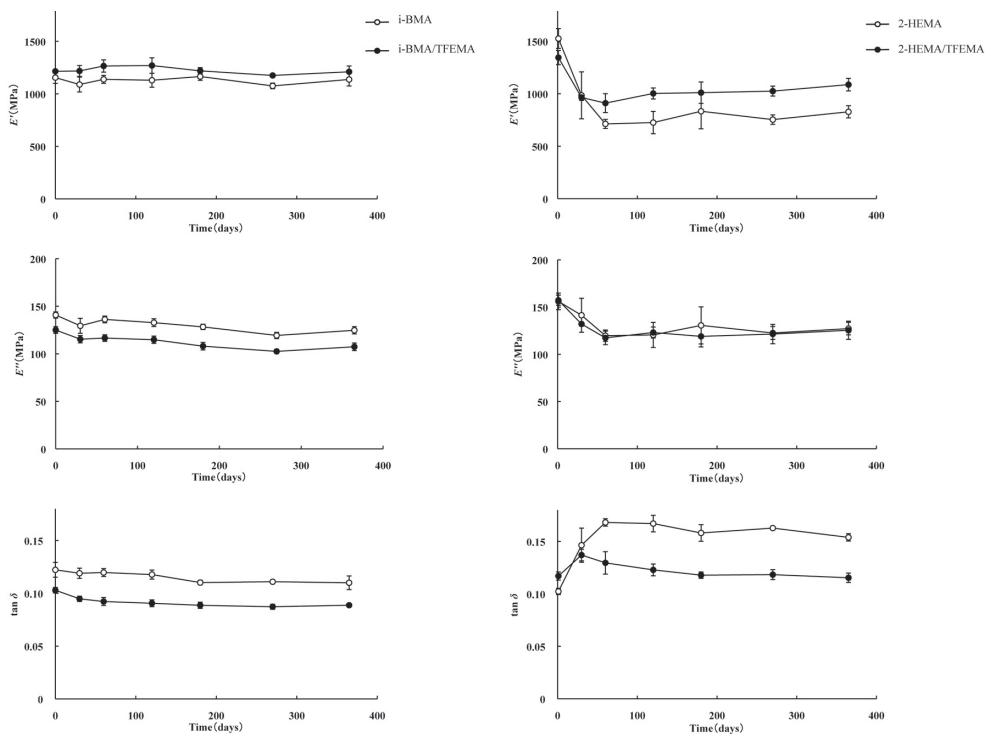 i-BMA
i-BMA/TFEMA
1500
1000
500
0
E′(MPa)
0 100 200 300 400
Time(days)
2-HEMA
2-HEMA/TFEMA
1500
1000
500
0
E′(MPa)
0 100 200 300 400
Time(days)
200
150
100
50
0
E″(MPa)
0 100 200 300 400
Time(days)
200
150
100
50
0
E″(MPa)
0 100 200 300 400
Time(days)
0.15
0.10
0.05
0
tan δ
0 100 200 300 400
Time(days)
0.15
0.10
0.05
0
tan δ
0 100 200 300 400
Time(days)